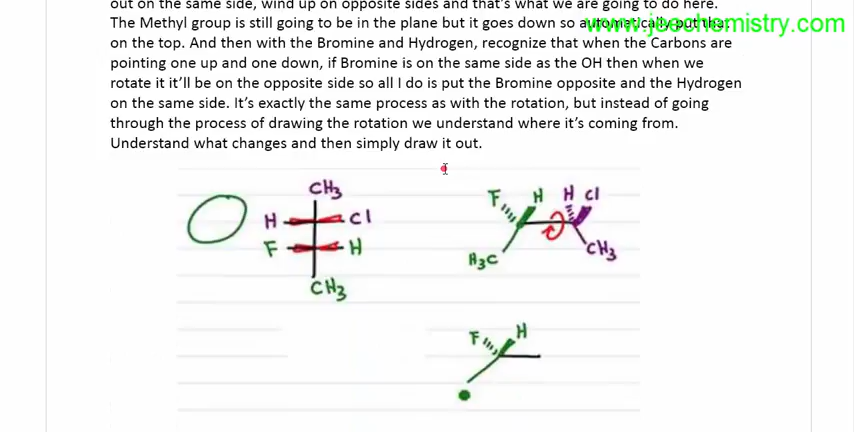 out on the same side, wind up on opposite sides and that's what we are going to do here.
www.jeechemistry.com
The Methyl group is still going to be in the plane but it goes down so automatically put that
on the top. And then with the Bromine and Hydrogen, recognize that when the Carbons are
pointing one up and one down, if Bromine is on the same side as the OH then when we
rotate it it'll be on the opposite side so all I do is put the Bromine opposite and the Hydrogen
on the same side. It's exactly the same process as with the rotation, but instead of going
through the process of drawing the rotation we understand where it's coming from.
Understand what changes and then simply draw it out.
CH3
H Cl
F H
CH3
F H H Cl
H3C CH3
F H